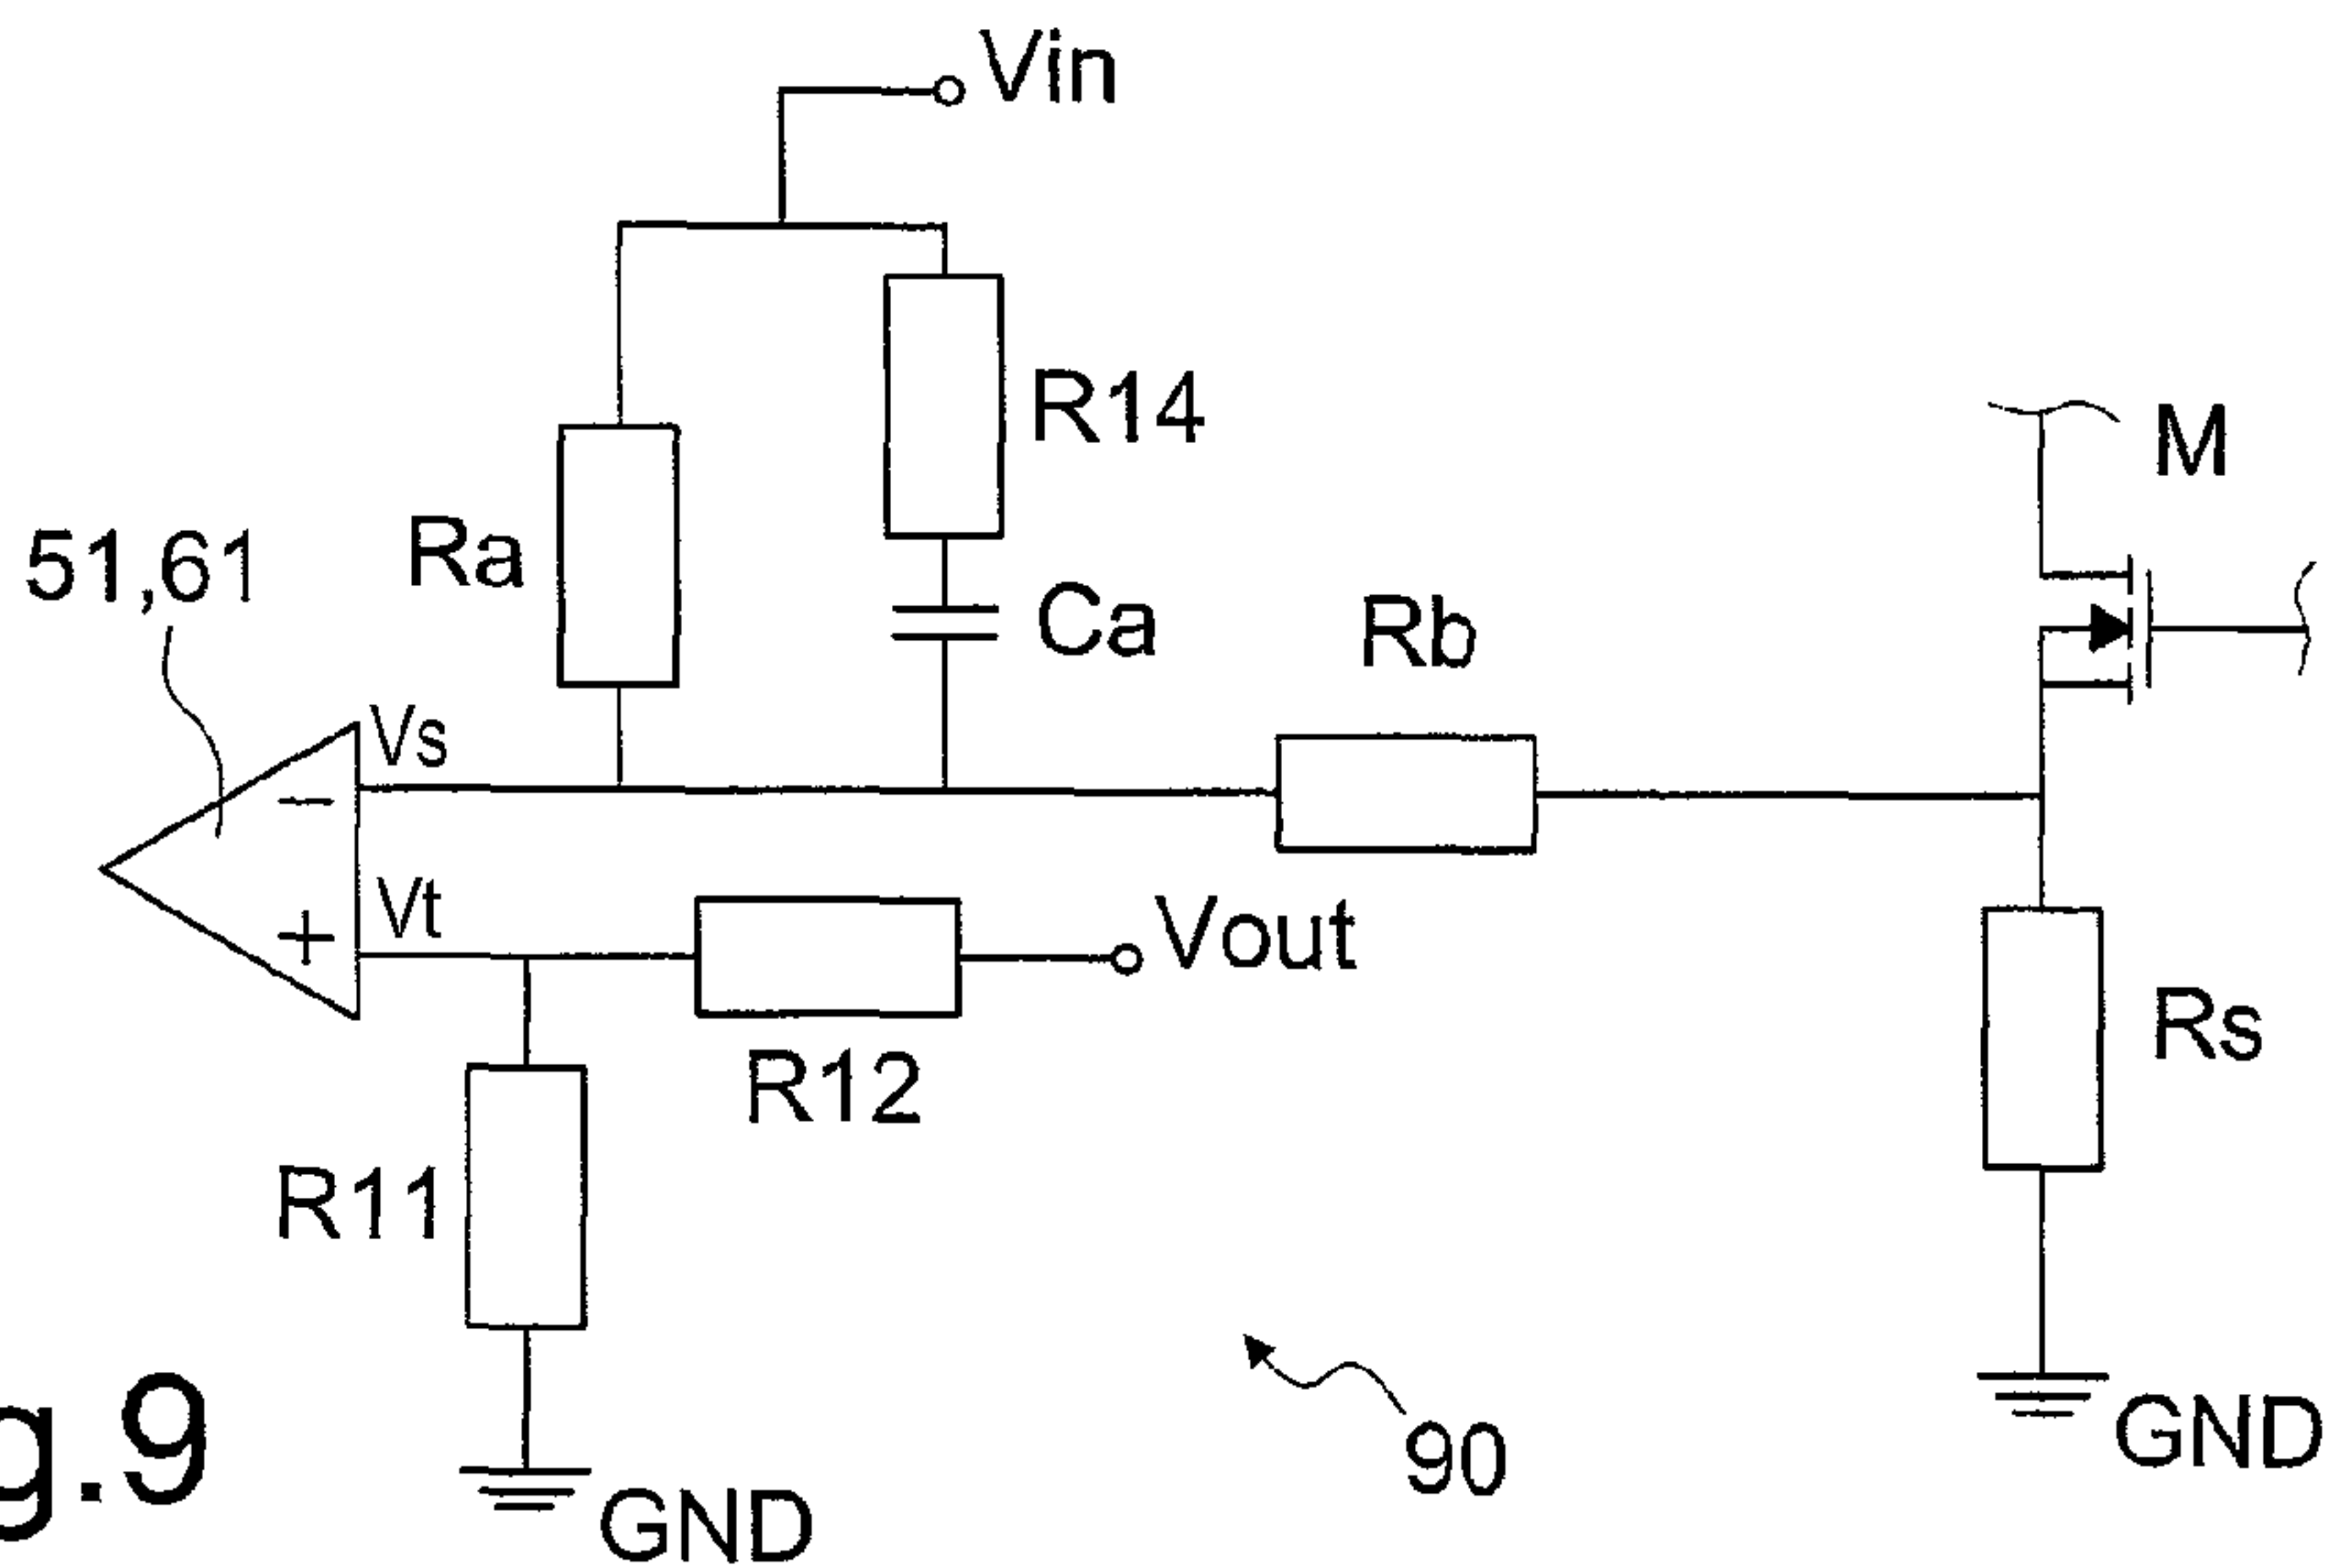 Vin
R14
M
51,61
Ra
Ca
Rb
Vs
−
Vt
+
Vout
R12
Rs
R11
g.9
90
GND
GND